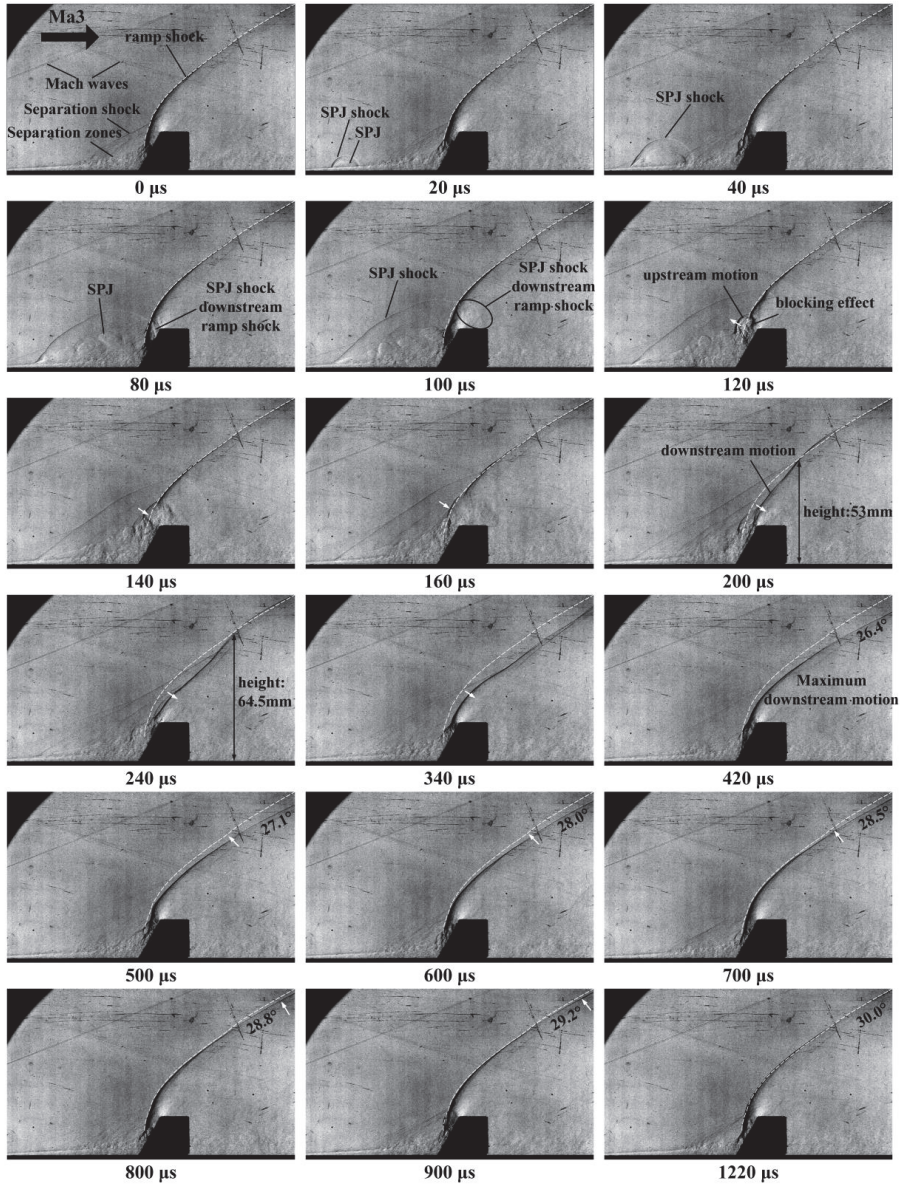 Ma3
ramp shock
Mach waves
Separation shock
Separation zones
0 μs
SPJ shock
SPJ
20 μs
SPJ shock
40 μs
SPJ
SPJ shock
downstream
ramp shock
80 μs
SPJ shock
SPJ shock
downstream
ramp shock
100 μs
upstream motion
blocking effect
120 μs
140 μs
160 μs
downstream motion
height:53mm
200 μs
height:
64.5mm
240 μs
340 μs
26.4°
Maximum
downstream motion
420 μs
27.1°
500 μs
28.0°
600 μs
28.5°
700 μs
28.8°
800 μs
29.2°
900 μs
30.0°
1220 μs